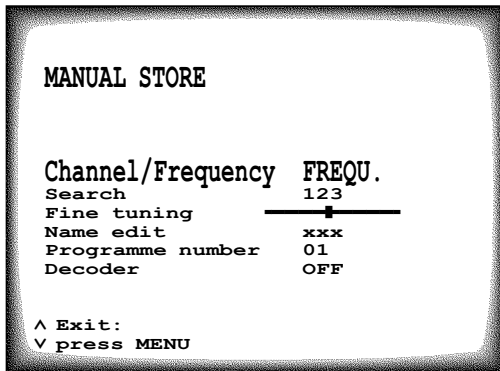 MANUAL STORE
Channel/Frequency FREQU.
Search 123
Fine tuning
Name edit xxx
Programme number 01
Decoder OFF
∧ Exit:
∨ press MENU